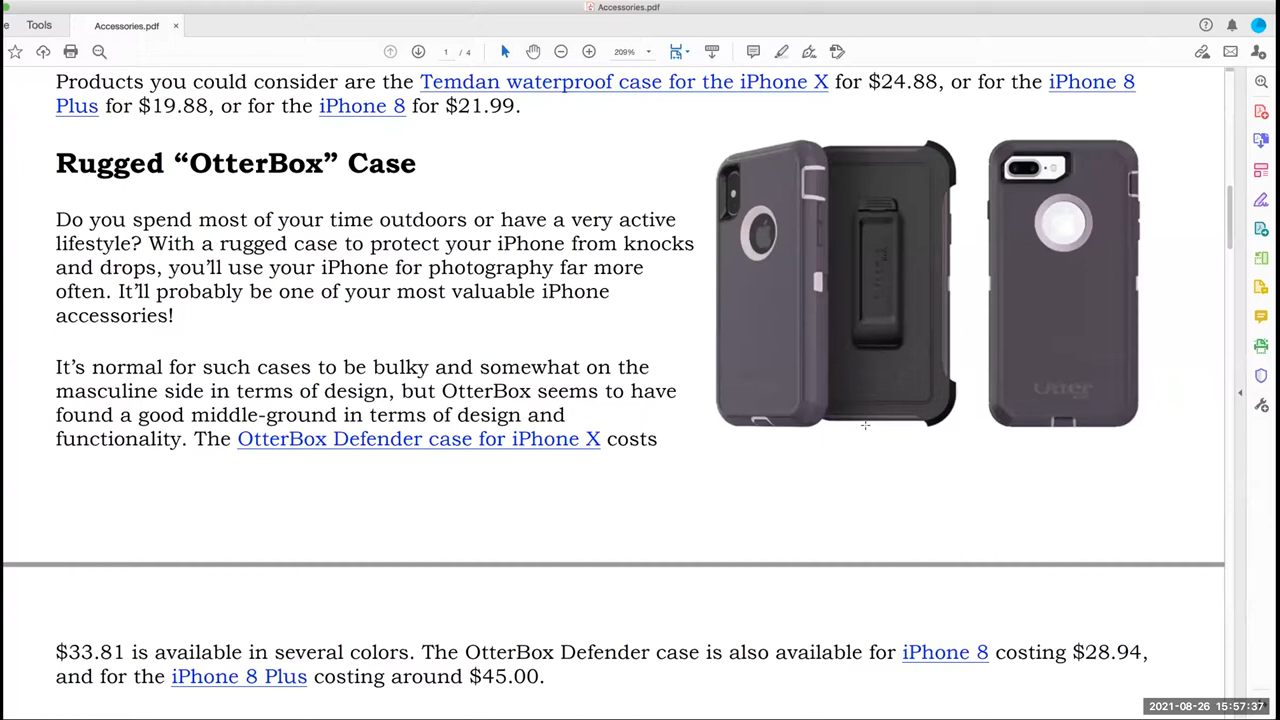 Accessories.pdf
Tools
Accessories.pdf ×
1 / 4
209%
Products you could consider are the Temdan waterproof case for the iPhone X for $24.88, or for the iPhone 8
Plus for $19.88, or for the iPhone 8 for $21.99.
Rugged “OtterBox” Case
Do you spend most of your time outdoors or have a very active
lifestyle? With a rugged case to protect your iPhone from knocks
and drops, you’ll use your iPhone for photography far more
often. It’ll probably be one of your most valuable iPhone
accessories!
It’s normal for such cases to be bulky and somewhat on the
masculine side in terms of design, but OtterBox seems to have
found a good middle-ground in terms of design and
functionality. The OtterBox Defender case for iPhone X costs
Otter
$33.81 is available in several colors. The OtterBox Defender case is also available for iPhone 8 costing $28.94,
and for the iPhone 8 Plus costing around $45.00.
2021-08-26 15:57:37